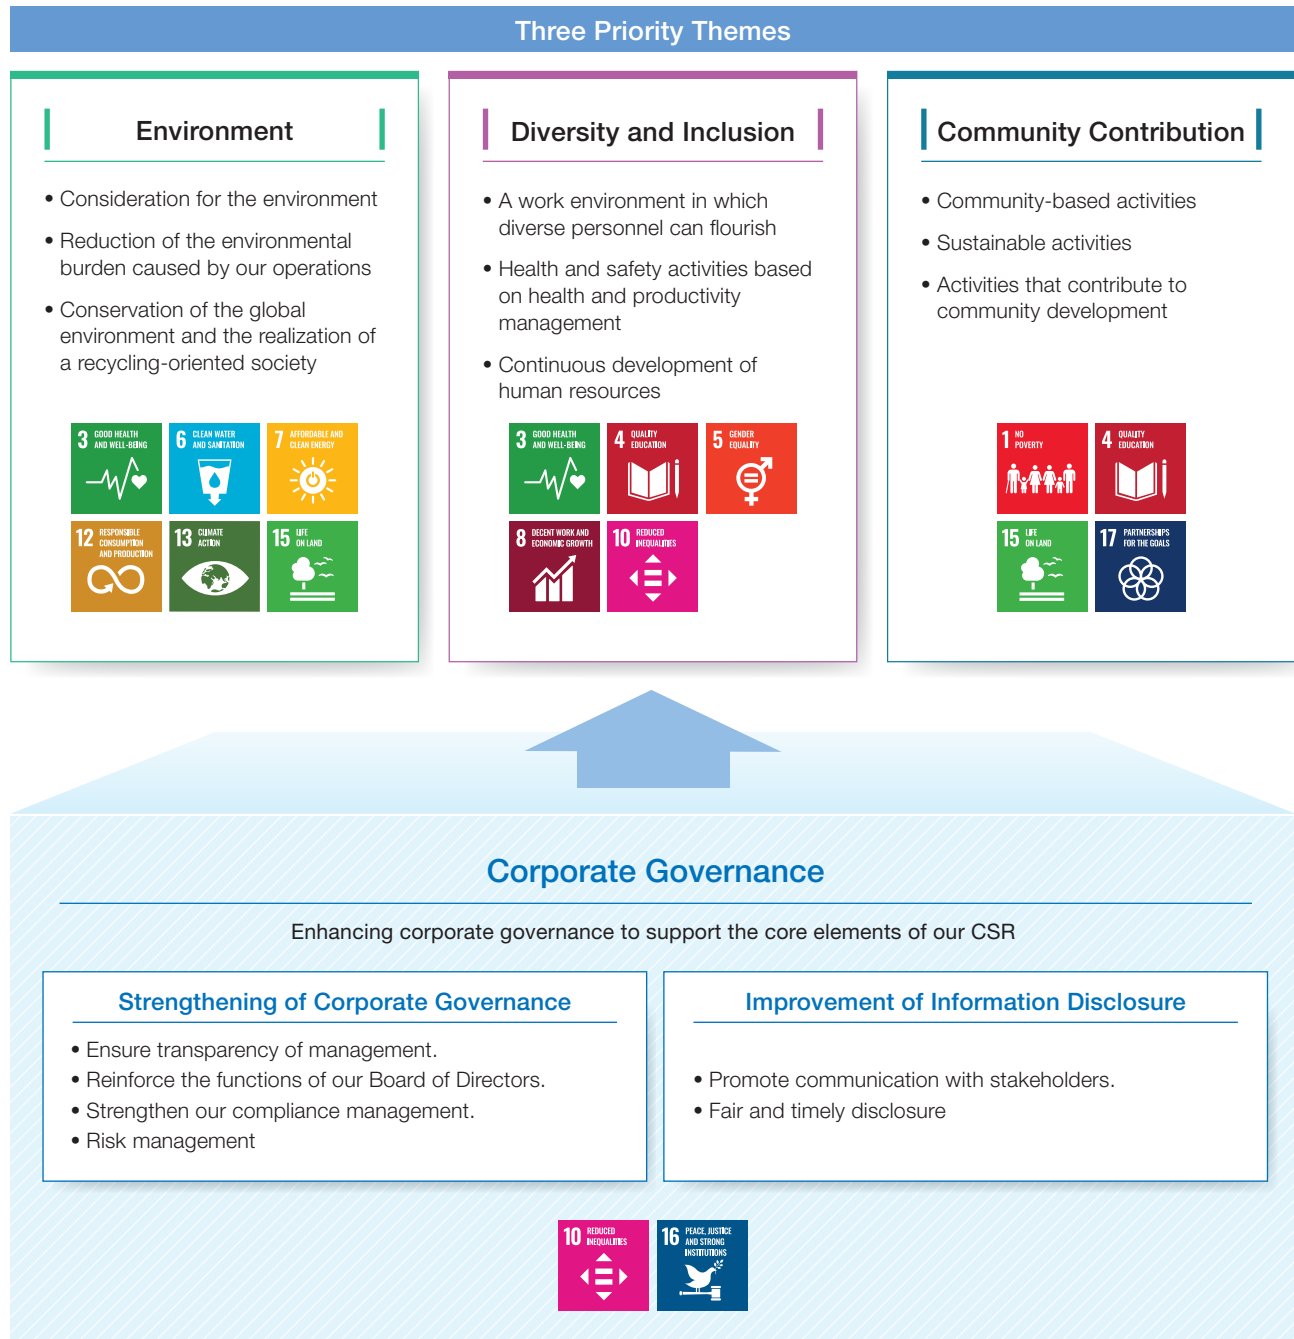 Three Priority Themes
Environment
• Consideration for the environment
• Reduction of the environmental
burden caused by our operations
• Conservation of the global
environment and the realization of
a recycling-oriented society
3 GOOD HEALTH
AND WELL-BEING
6 CLEAN WATER
AND SANITATION
7 AFFORDABLE AND
CLEAN ENERGY
12 RESPONSIBLE
CONSUMPTION
AND PRODUCTION
13 CLIMATE
ACTION
15 LIFE
ON LAND
Diversity and Inclusion
• A work environment in which
diverse personnel can flourish
• Health and safety activities based
on health and productivity
management
• Continuous development of
human resources
3 GOOD HEALTH
AND WELL-BEING
4 QUALITY
EDUCATION
5 GENDER
EQUALITY
8 DECENT WORK AND
ECONOMIC GROWTH
10 REDUCED
INEQUALITIES
Community Contribution
• Community-based activities
• Sustainable activities
• Activities that contribute to
community development
1 NO
POVERTY
4 QUALITY
EDUCATION
15 LIFE
ON LAND
17 PARTNERSHIPS
FOR THE GOALS
Corporate Governance
Enhancing corporate governance to support the core elements of our CSR
Strengthening of Corporate Governance
• Ensure transparency of management.
• Reinforce the functions of our Board of Directors.
• Strengthen our compliance management.
• Risk management
Improvement of Information Disclosure
• Promote communication with stakeholders.
• Fair and timely disclosure
10 REDUCED
INEQUALITIES
16 PEACE, JUSTICE
AND STRONG
INSTITUTIONS